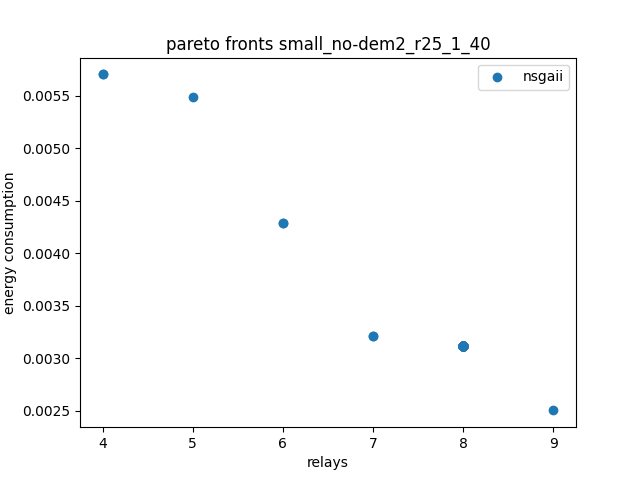 pareto fronts small_no-dem2_r25_1_40
nsgaii
0.0055
0.0050
0.0045
0.0040
0.0035
0.0030
0.0025
energy consumption
4 5 6 7 8 9
relays